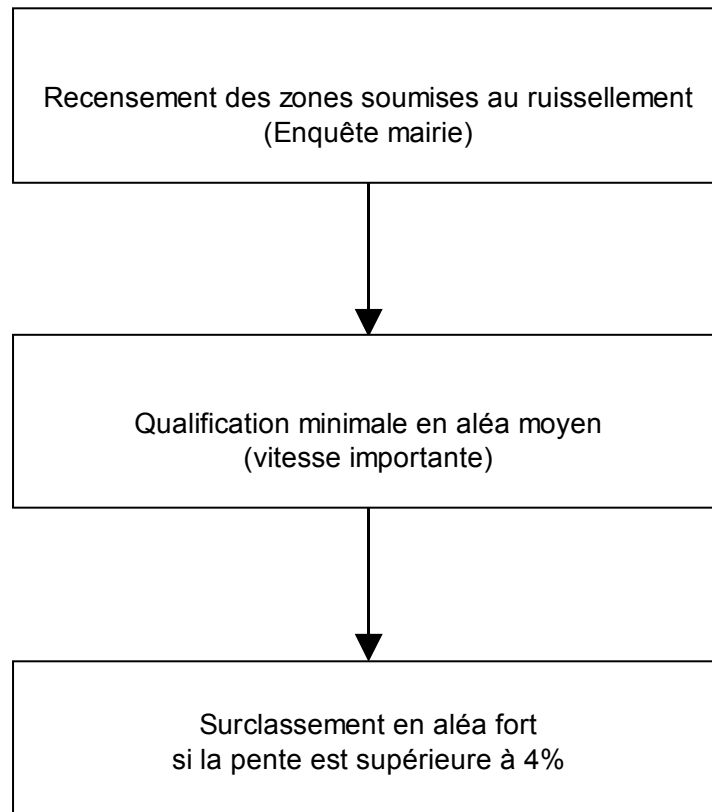 Recensement des zones soumises au ruissellement
(Enquête mairie)
Qualification minimale en aléa moyen
(vitesse importante)
Surclassement en aléa fort
si la pente est supérieure à 4%